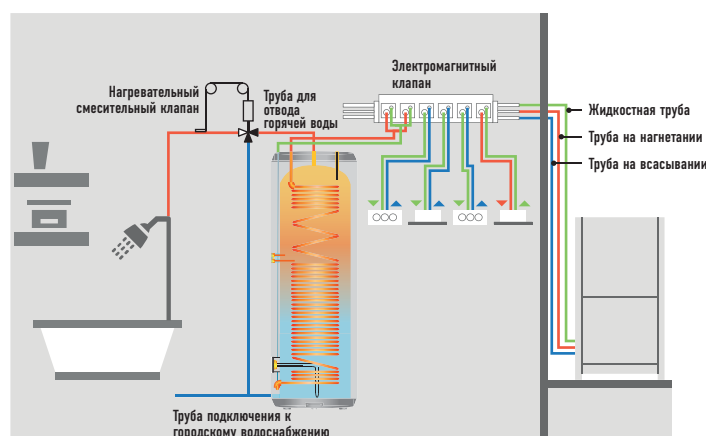 Электромагнитный
клапан
Нагревательный
смесительный клапан
Труба для
отвода
горячей воды
Жидкостная труба
Труба на нагнетании
Труба на всасывании
Труба подключения к
городскому водоснабжению